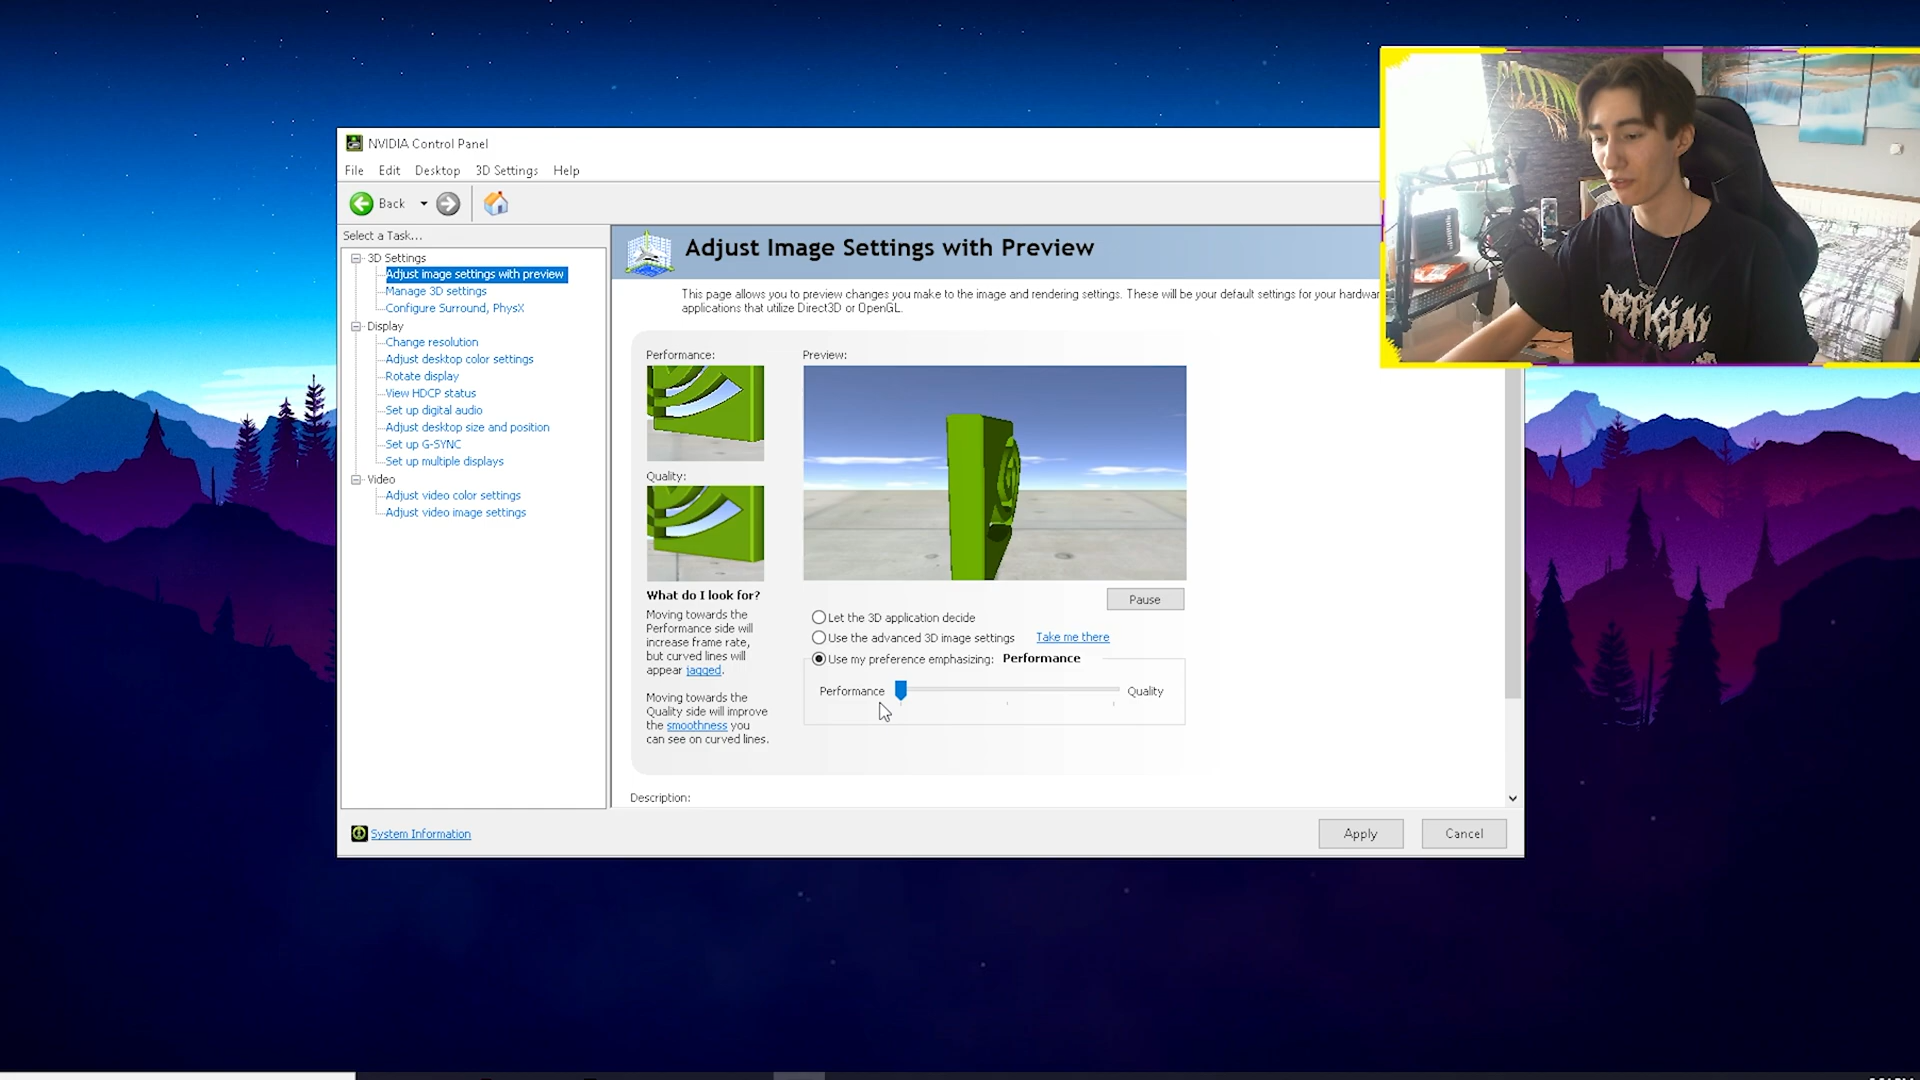 NVIDIA Control Panel
File Edit Desktop 3D Settings Help
Back
Select a Task...
3D Settings
Adjust image settings with preview
Manage 3D settings
Configure Surround, PhysX
Display
Change resolution
Adjust desktop color settings
Rotate display
View HDCP status
Set up digital audio
Adjust desktop size and position
Set up G-SYNC
Set up multiple displays
Video
Adjust video color settings
Adjust video image settings
System Information
Adjust Image Settings with Preview
This page allows you to preview changes you make to the image and rendering settings. These will be your default settings for your hardwar
applications that utilize Direct3D or OpenGL.
Performance:
Quality:
What do I look for?
Moving towards the
Performance side will
increase frame rate,
but curved lines will
appear jagged.
Moving towards the
Quality side will improve
the smoothness you
can see on curved lines.
Preview:
Pause
Let the 3D application decide
Use the advanced 3D image settings Take me there
Use my preference emphasizing: Performance
Performance Quality
Description:
Apply Cancel
OFFICIAL